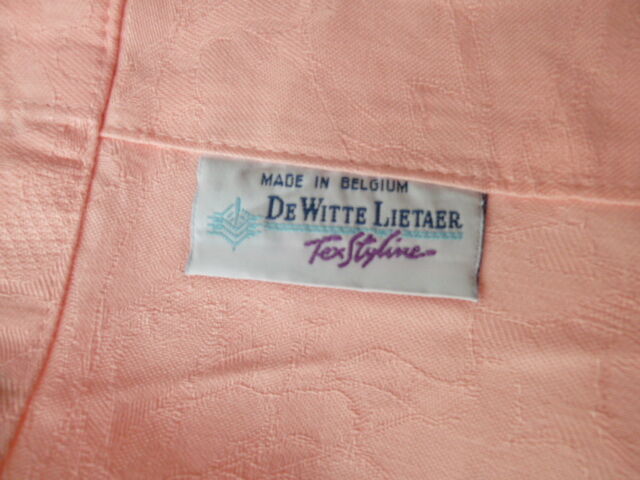 MADE IN BELGIUM
DE WITTE LIETAER
TexStyline